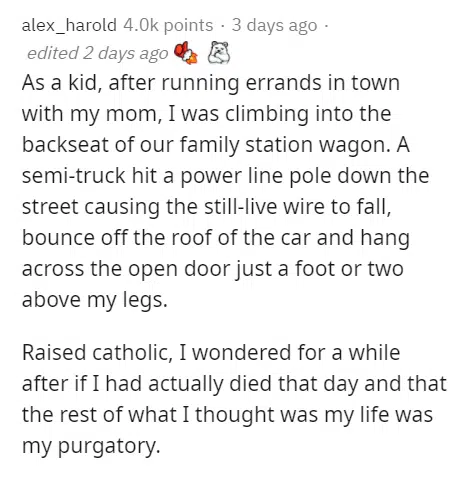 alex_harold 4.0k points · 3 days ago ·
edited 2 days ago
As a kid, after running errands in town
with my mom, I was climbing into the
backseat of our family station wagon. A
semi-truck hit a power line pole down the
street causing the still-live wire to fall,
bounce off the roof of the car and hang
across the open door just a foot or two
above my legs.
Raised catholic, I wondered for a while
after if I had actually died that day and that
the rest of what I thought was my life was
my purgatory.